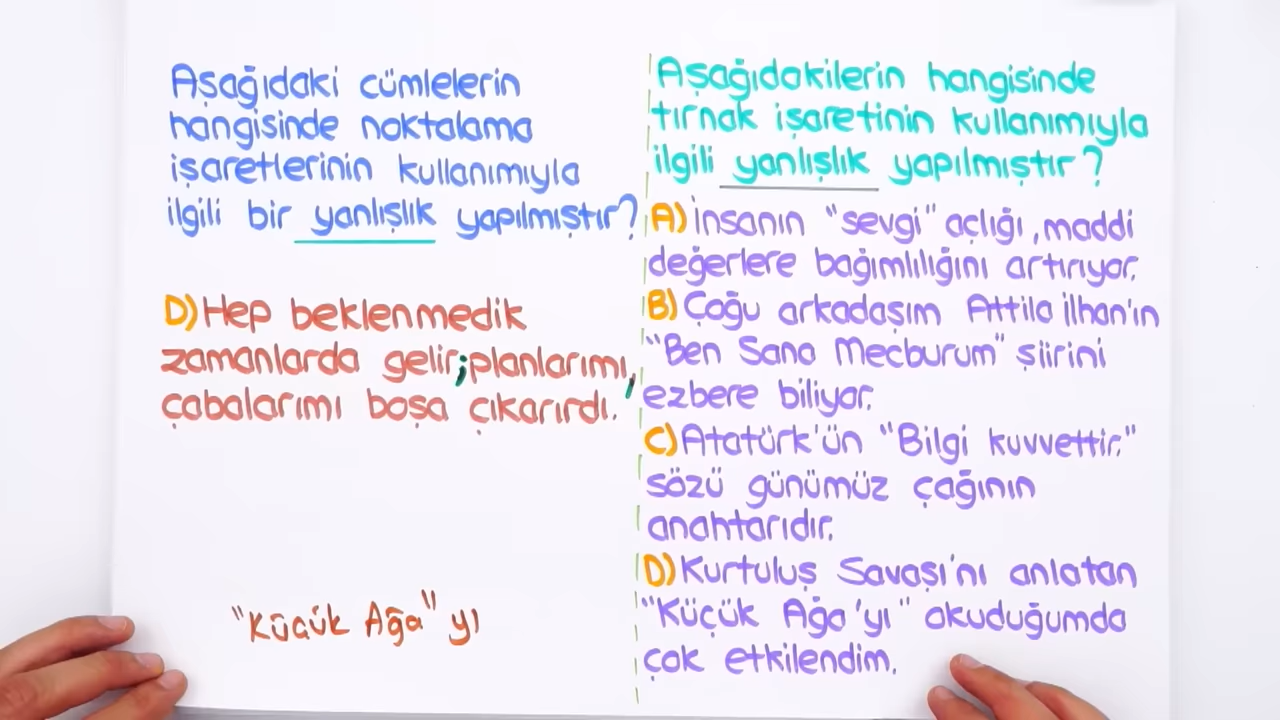 Aşağıdaki cümlelerin
hangisinde noktalama
işaretlerinin kullanımıyla
ilgili bir yanlışlık yapılmıştır?
D) Hep beklenmedik
zamanlarda gelir; planlarımı,
çabalarımı boşa çıkarırdı.
"Küçük Ağa" yı
Aşağıdakilerin hangisinde
tırnak işaretinin kullanımıyla
ilgili yanlışlık yapılmıştır?
A) İnsanın "sevgi" açlığı, maddi
değerlere bağımlılığını artırıyor.
B) Çoğu arkadaşım Attila İlhan'ın
"Ben Sana Mecburum" şiirini
ezbere biliyor.
C) Atatürk'ün "Bilgi kuvvettir."
sözü günümüz çağının
anahtarıdır.
D) Kurtuluş Savaşı'nı anlatan
"Küçük Ağa'yı" okuduğumda
çok etkilendim.